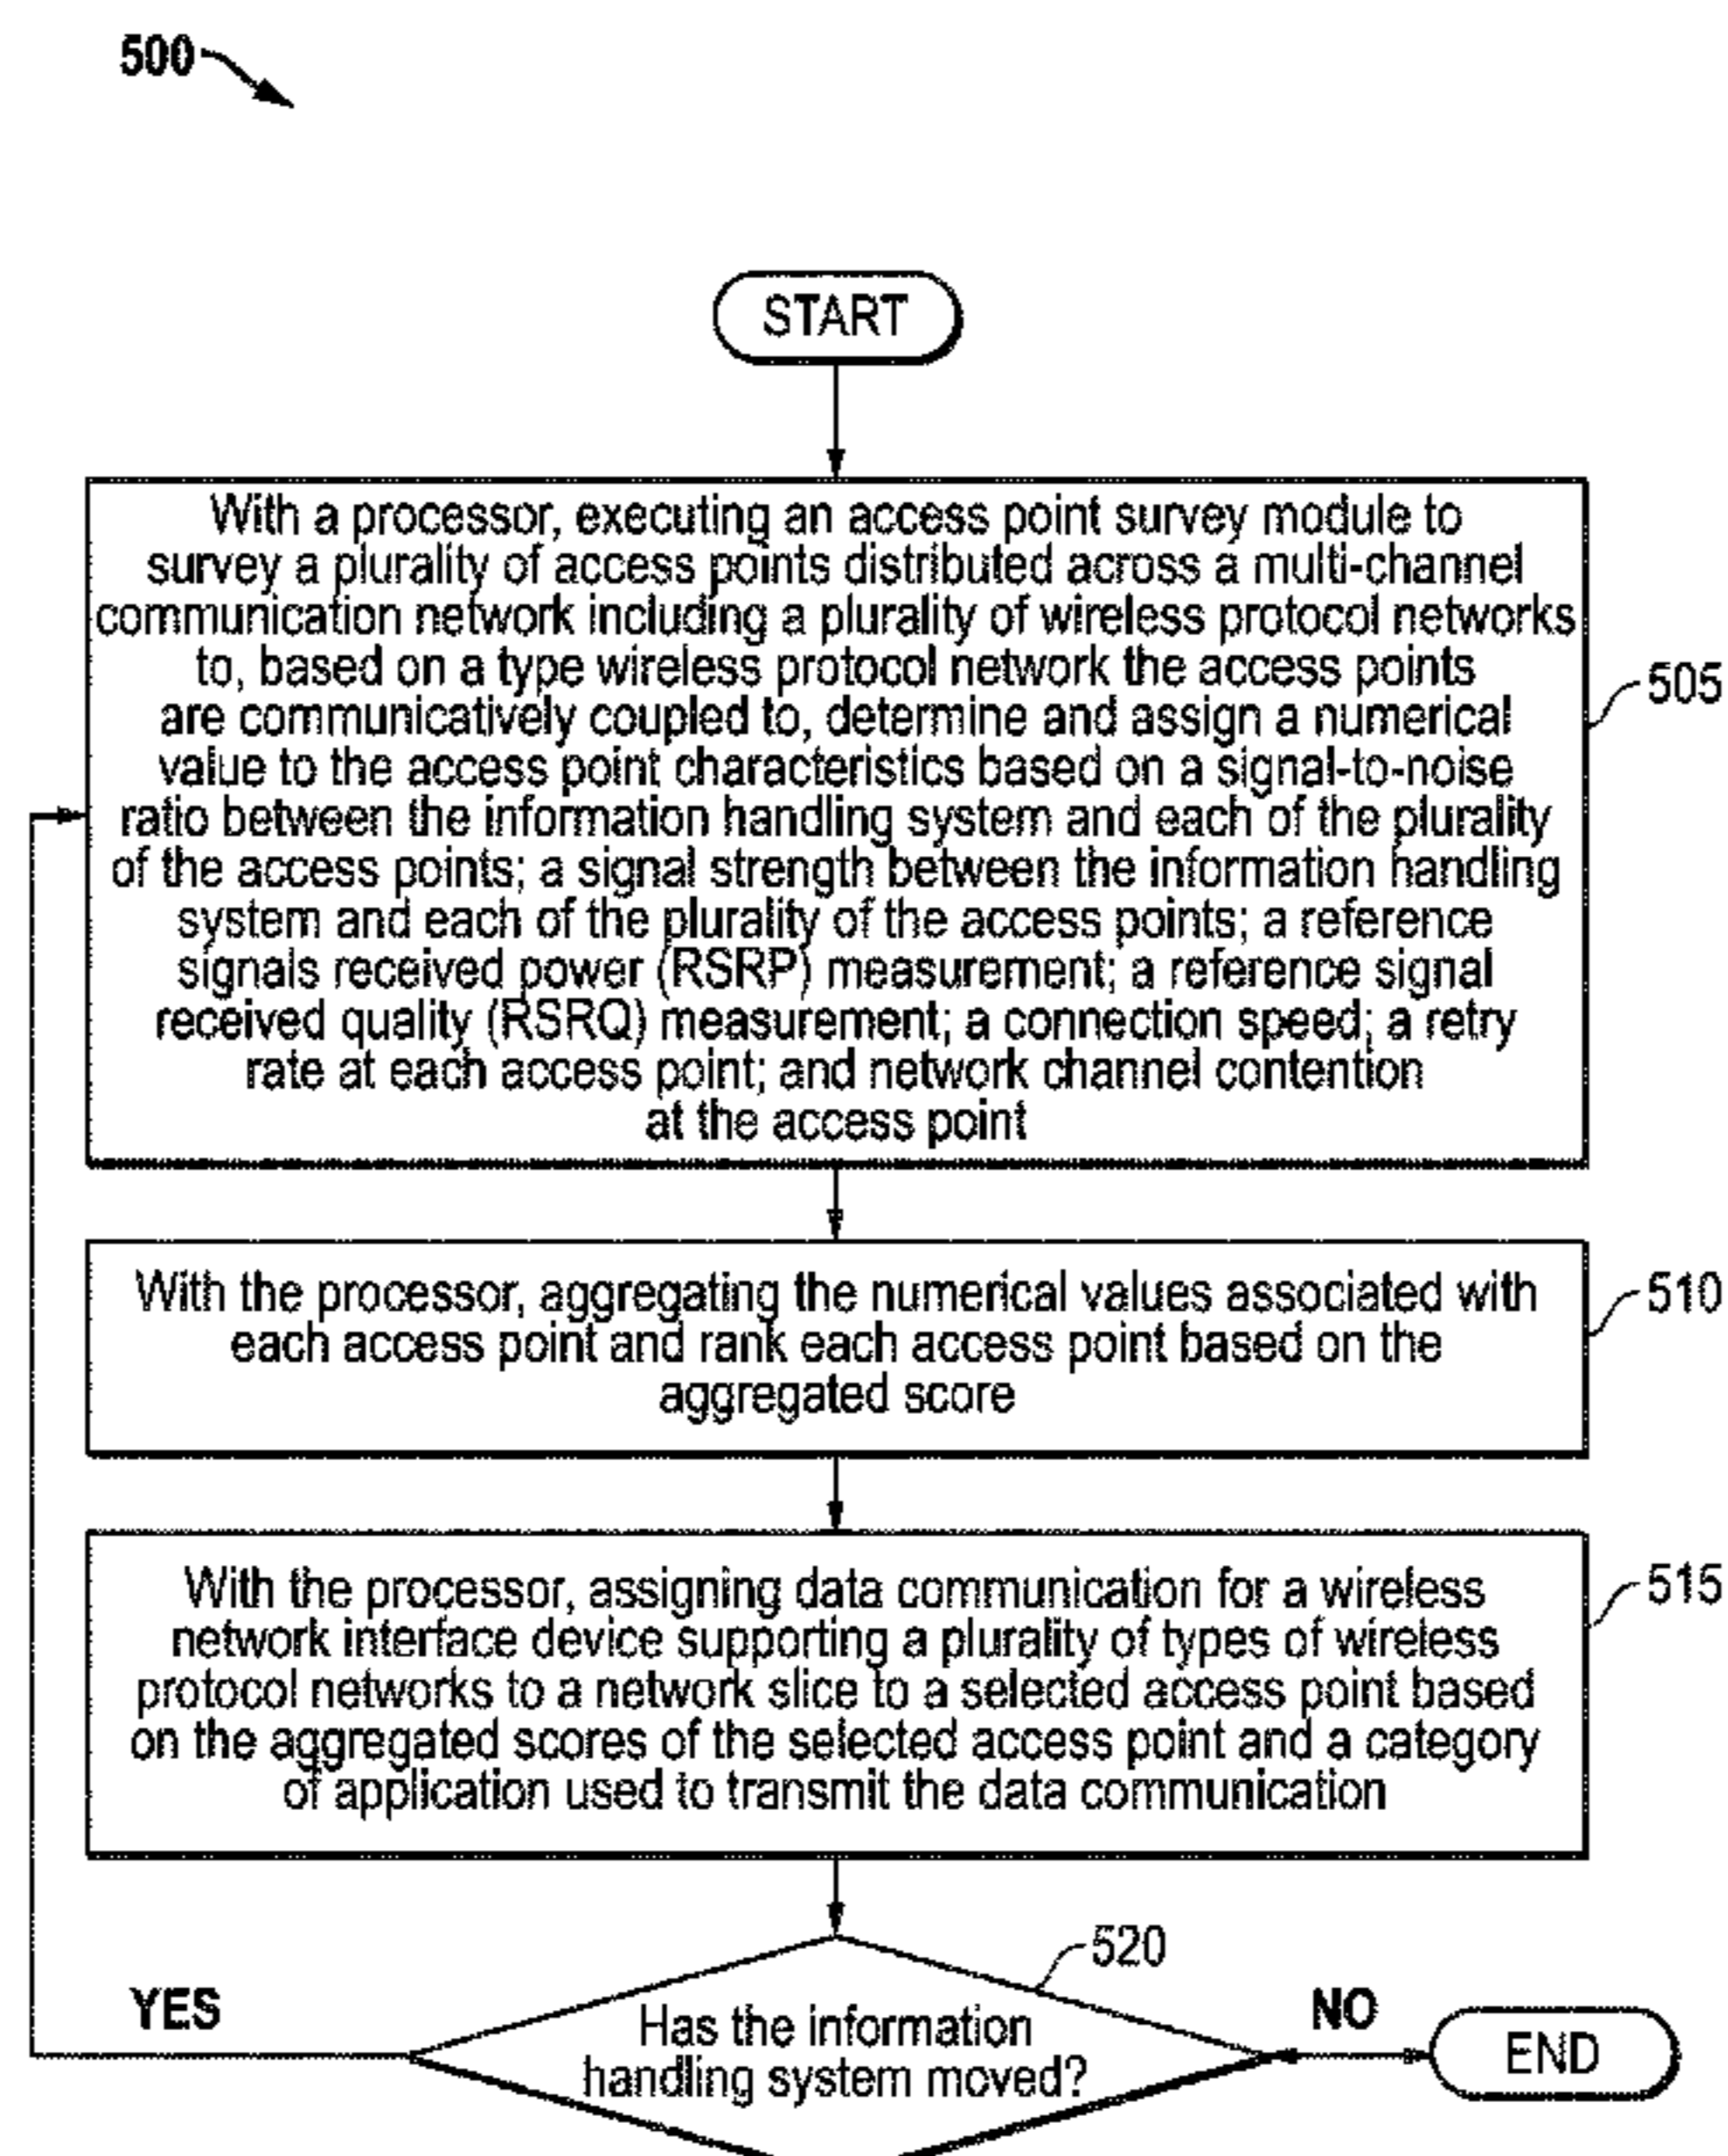 500
START
With a processor, executing an access point survey module to
survey a plurality of access points distributed across a multi-channel
communication network including a plurality of wireless protocol networks
to, based on a type wireless protocol network the access points
are communicatively coupled to, determine and assign a numerical
value to the access point characteristics based on a signal-to-noise
ratio between the information handling system and each of the plurality
of the access points; a signal strength between the information handling
system and each of the plurality of the access points; a reference
signals received power (RSRP) measurement; a reference signal
received quality (RSRQ) measurement; a connection speed; a retry
rate at each access point; and network channel contention
at the access point
505
With the processor, aggregating the numerical values associated with
each access point and rank each access point based on the
aggregated score
510
With the processor, assigning data communication for a wireless
network interface device supporting a plurality of types of wireless
protocol networks to a network slice to a selected access point based
on the aggregated scores of the selected access point and a category
of application used to transmit the data communication
515
520
YES
Has the information
handling system moved?
NO
END